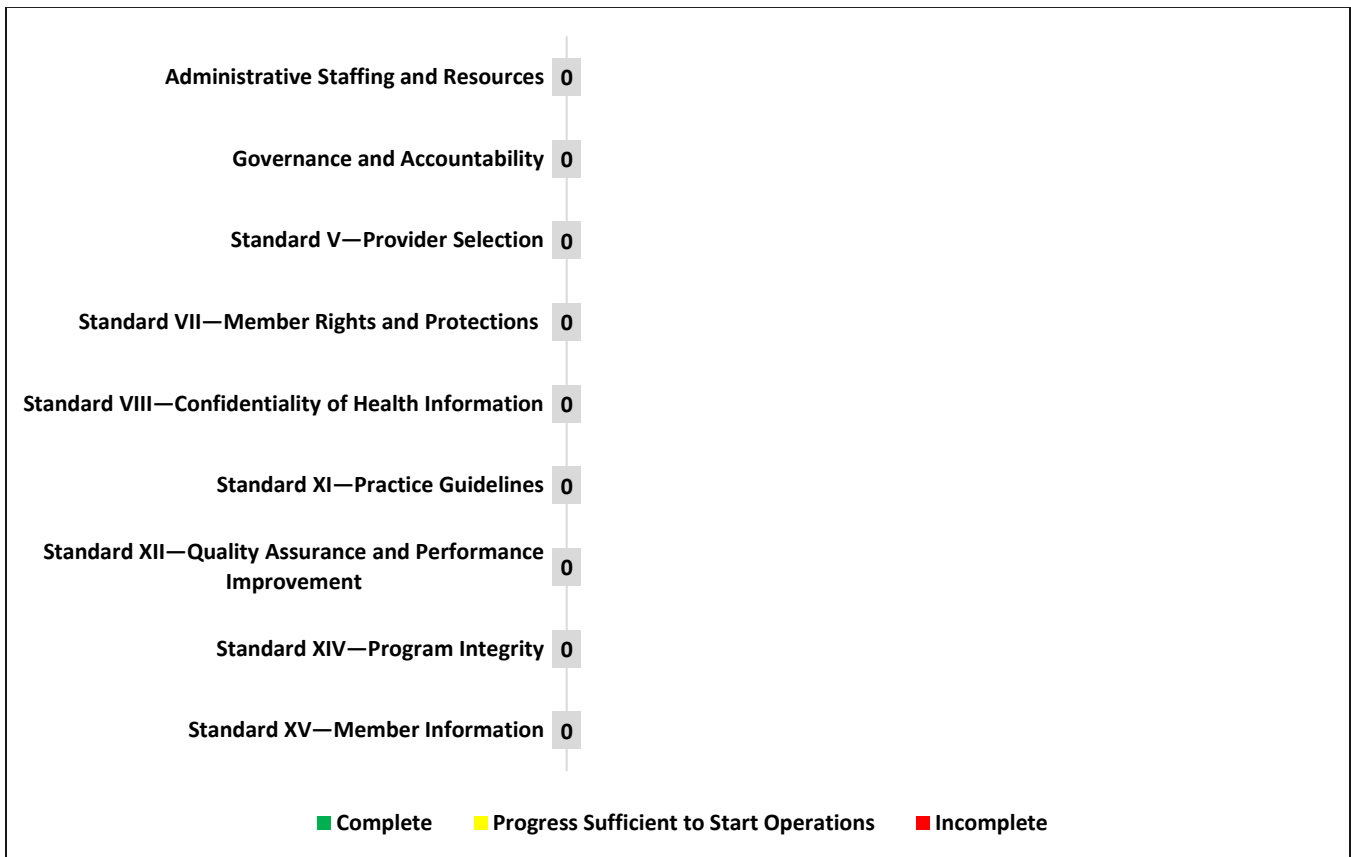 Administrative Staffing and Resources 0
Governance and Accountability 0
Standard V—Provider Selection 0
Standard VII—Member Rights and Protections 0
Standard VIII—Confidentiality of Health Information 0
Standard XI—Practice Guidelines 0
Standard XII—Quality Assurance and Performance
Improvement 0
Standard XIV—Program Integrity 0
Standard XV—Member Information 0
Complete Progress Sufficient to Start Operations Incomplete